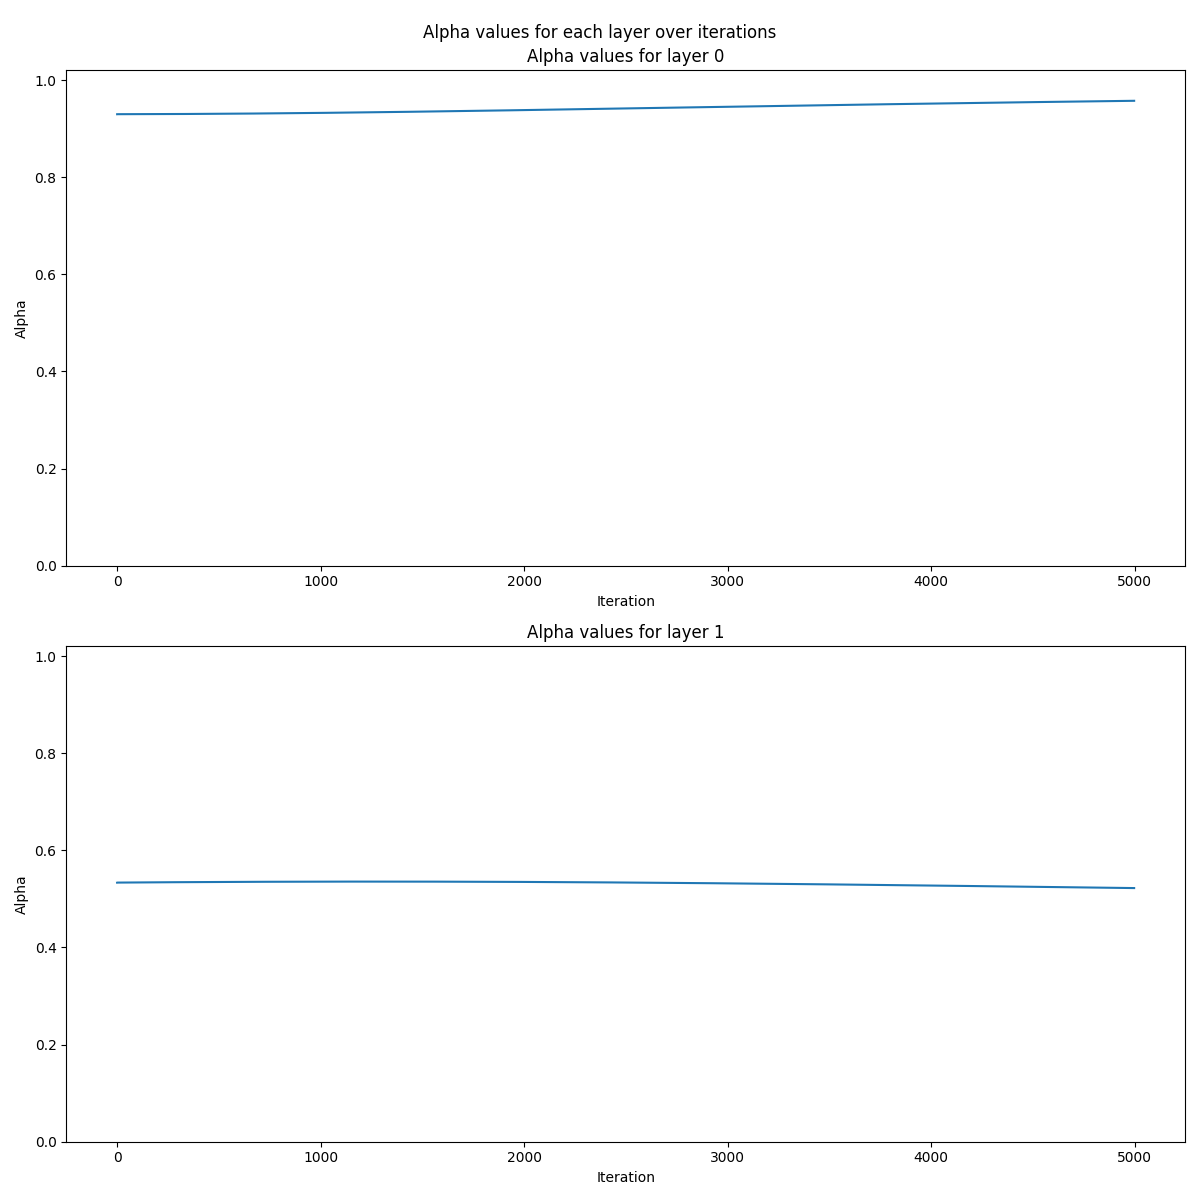 Alpha values for each layer over iterations
Alpha values for layer 0
1.0
0.8
0.6
0.4
0.2
0.0
Alpha
0 1000 2000 3000 4000 5000
Iteration
Alpha values for layer 1
1.0
0.8
0.6
0.4
0.2
0.0
Alpha
0 1000 2000 3000 4000 5000
Iteration